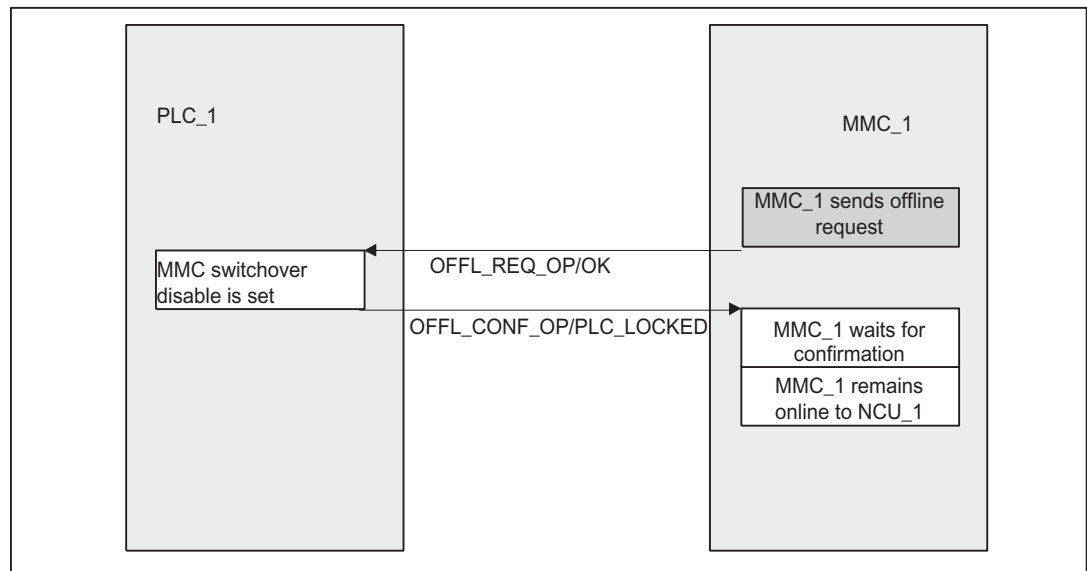 PLC_1
MMC_1
MMC_1 sends offline
request
OFFL_REQ_OP/OK
MMC switchover
disable is set
OFFL_CONF_OP/PLC_LOCKED
MMC_1 waits for
confirmation
MMC_1 remains
online to NCU_1